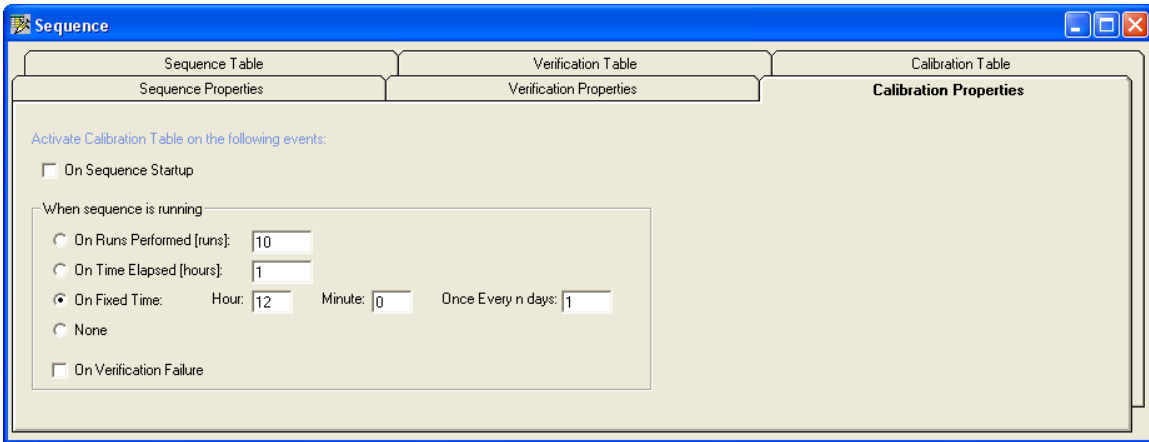 Sequence
Sequence Table Verification Table Calibration Table
Sequence Properties Verification Properties Calibration Properties
Activate Calibration Table on the following events:
On Sequence Startup
When sequence is running
On Runs Performed [runs]: 10
On Time Elapsed [hours]: 1
On Fixed Time: Hour: 12 Minute: 0 Once Every n days: 1
None
On Verification Failure